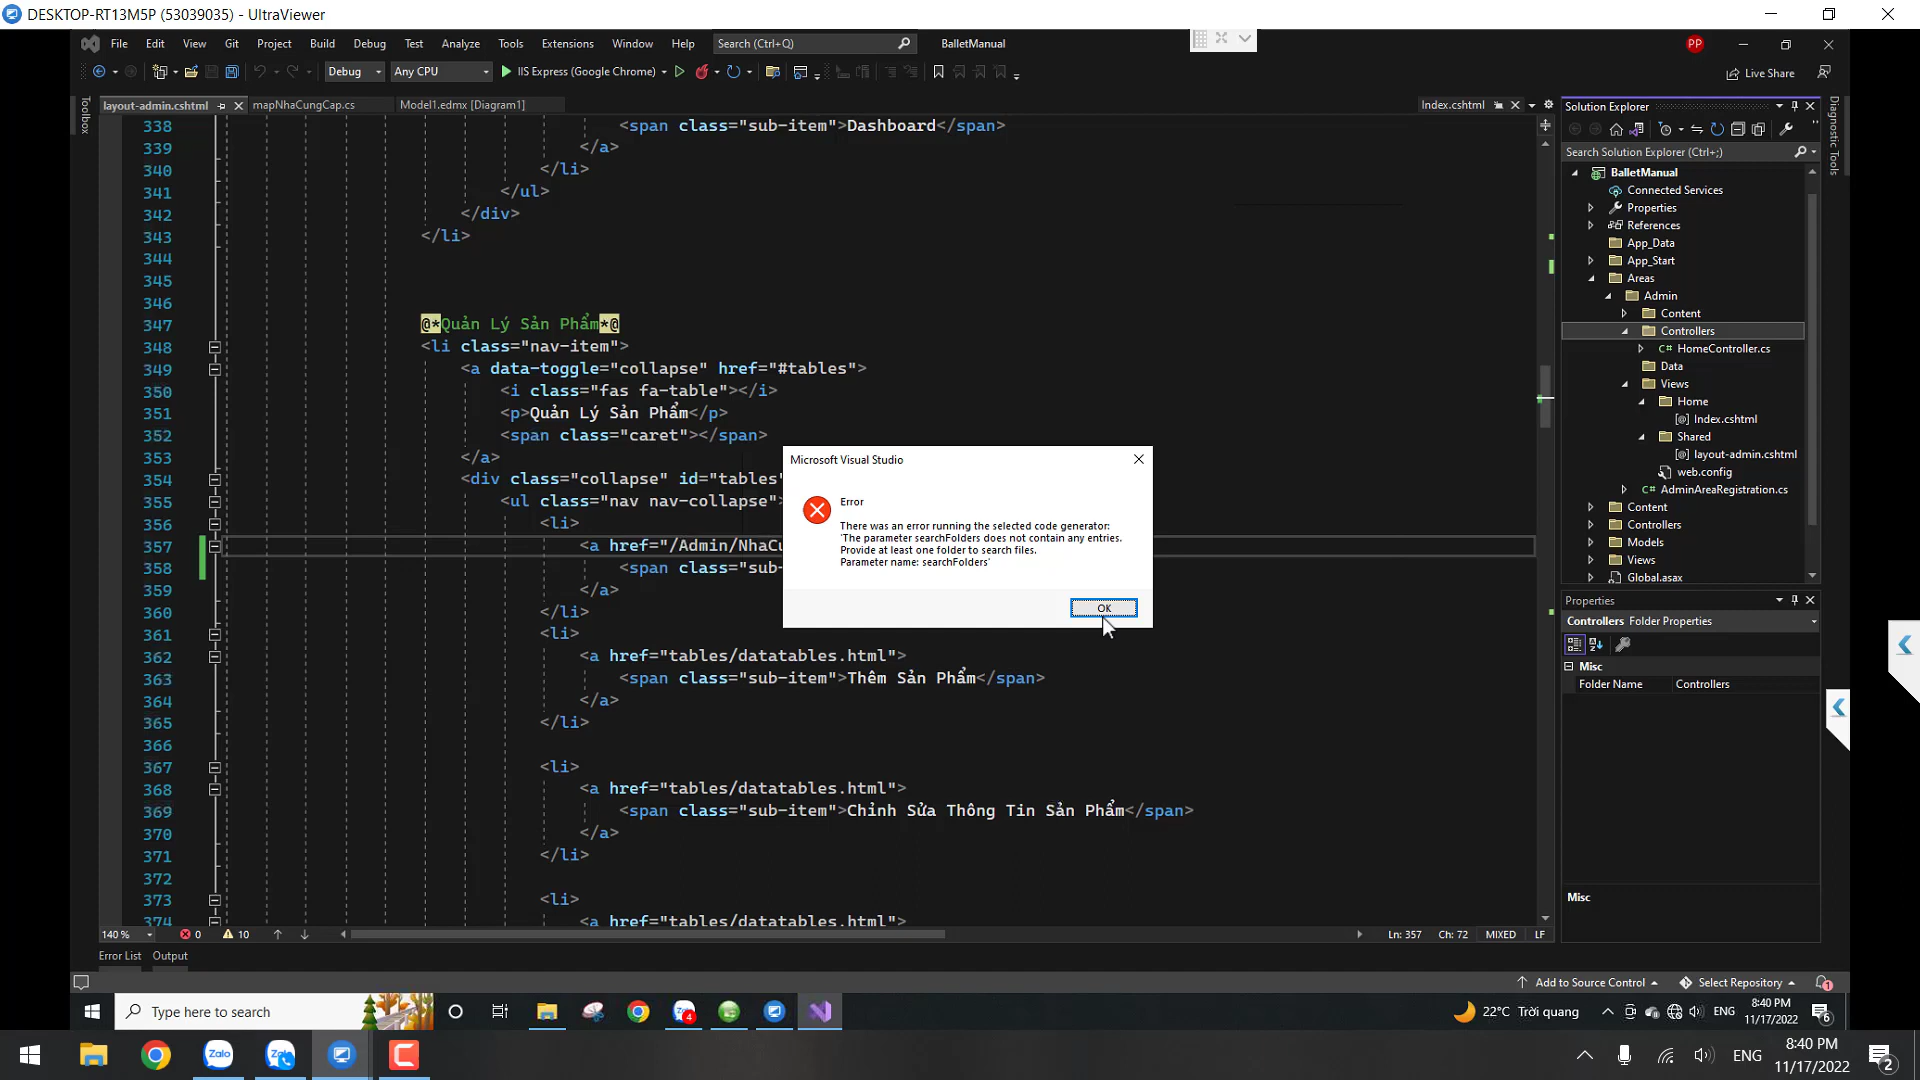 DESKTOP-RT13M5P (53039035) - UltraViewer
File Edit View Git Project Build Debug Test Analyze Tools Extensions Window Help Search (Ctrl+Q) BalletManual PP
Debug Any CPU IIS Express (Google Chrome) Live Share
layout-admin.cshtml mapNhaCungCap.cs Model1.edmx [Diagram1] Index.cshtml
Toolbox
338 <span class="sub-item">Dashboard</span>
339 </a>
340 </li>
341 </ul>
342 </div>
343 </li>
344
345
346
347 @*Quản Lý Sản Phẩm*@
348 <li class="nav-item">
349 <a data-toggle="collapse" href="#tables">
350 <i class="fas fa-table"></i>
351 <p>Quản Lý Sản Phẩm</p>
352 <span class="caret"></span>
353 </a>
354 <div class="collapse" id="tables"
355 <ul class="nav nav-collapse">
356 <li>
357 <a href="/Admin/NhaCu
358 <span class="sub-
359 </a>
360 </li>
361 <li>
362 <a href="tables/datatables.html">
363 <span class="sub-item">Thêm Sản Phẩm</span>
364 </a>
365 </li>
366
367 <li>
368 <a href="tables/datatables.html">
369 <span class="sub-item">Chỉnh Sửa Thông Tin Sản Phẩm</span>
370 </a>
371 </li>
372
373 <li>
374 <a href="tables/datatables.html">
Microsoft Visual Studio
Error
There was an error running the selected code generator:
'The parameter searchFolders does not contain any entries.
Provide at least one folder to search files.
Parameter name: searchFolders'
OK
140 % 0 10 Ln: 357 Ch: 72 MIXED LF
Error List Output
Solution Explorer
Search Solution Explorer (Ctrl+;)
BalletManual
Connected Services
Properties
References
App_Data
App_Start
Areas
Admin
Content
Controllers
C# HomeController.cs
Data
Views
Home
[@] Index.cshtml
Shared
[@] layout-admin.cshtml
web.config
C# AdminAreaRegistration.cs
Content
Controllers
Models
Views
Global.asax
Diagnostic Tools
Properties
Controllers Folder Properties
Misc
Folder Name Controllers
Misc
Add to Source Control Select Repository 1
Type here to search 4 22°C Trời quang ENG 8:40 PM
11/17/2022 6
Zalo Zalo ENG 8:40 PM
11/17/2022 2